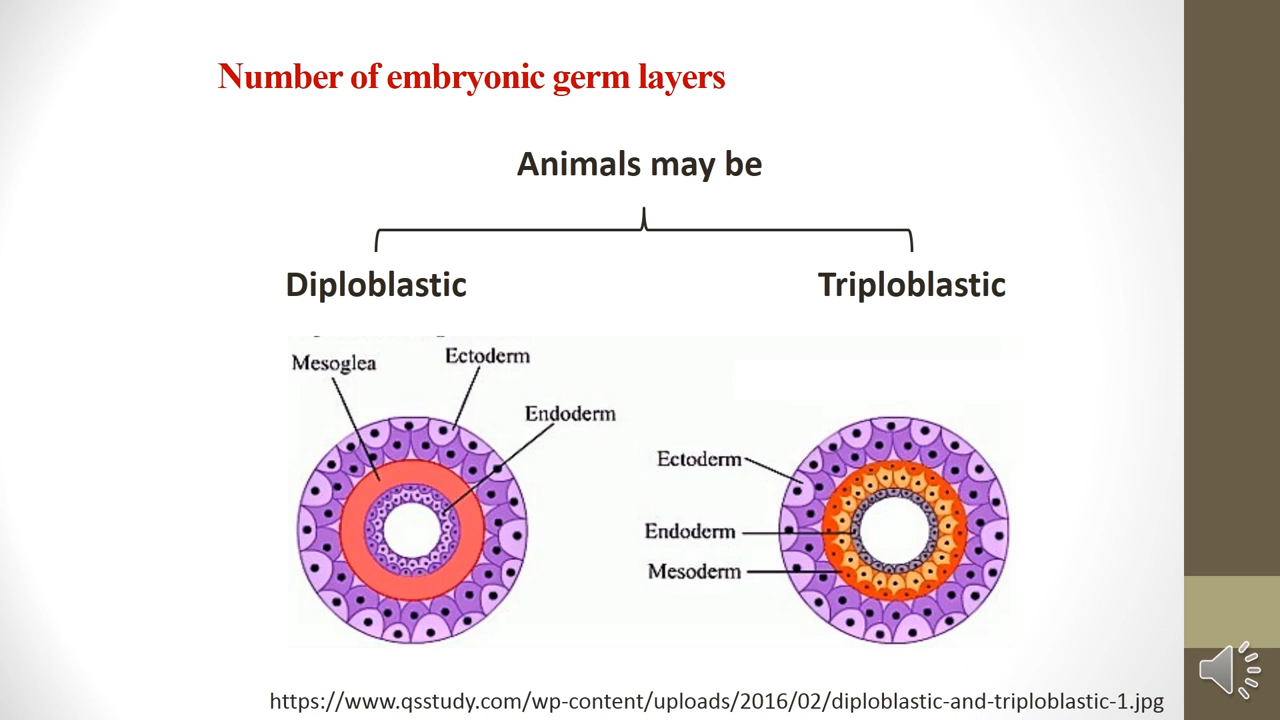 Number of embryonic germ layers
Animals may be
Diploblastic
Triploblastic
Mesoglea
Ectoderm
Endoderm
Ectoderm
Endoderm
Mesoderm
https://www.qsstudy.com/wp-content/uploads/2016/02/diploblastic-and-triploblastic-1.jpg